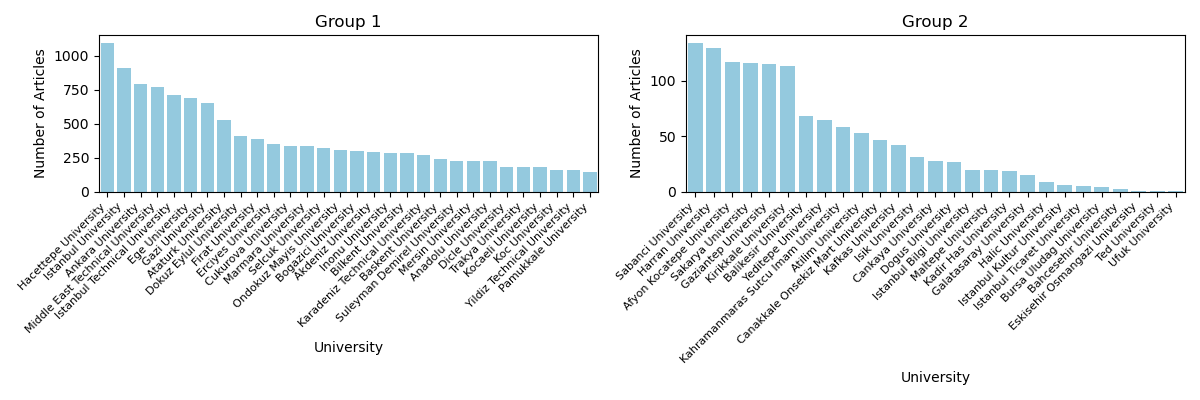 Group 1
Number of Articles
1000
750
500
250
0
Hacettepe University
Istanbul University
Ankara University
Middle East Technical University
Istanbul Technical University
Ege University
Gazi University
Ataturk University
Dokuz Eylul University
Firat University
Erciyes University
Cukurova University
Marmara University
Selcuk University
Ondokuz Mayis University
Bogazici University
Akdeniz University
Inonu University
Bilkent University
Karadeniz Technical University
Baskent University
Suleyman Demirel University
Mersin University
Anadolu University
Dicle University
Trakya University
Kocaeli University
Koc University
Yildiz Technical University
Pamukkale University
University
Group 2
Number of Articles
100
50
0
Sabanci University
Harran University
Afyon Kocatepe University
Sakarya University
Gaziantep University
Kirikkale University
Balikesir University
Kahramanmaras Sutcu Imam University
Yeditepe University
Atilim University
Canakkale Onsekiz Mart University
Kafkas University
Isik University
Cankaya University
Dogus University
Istanbul Bilgi University
Maltepe University
Kadir Has University
Galatasaray University
Halic University
Istanbul Kultur University
Istanbul Ticaret University
Bursa Uludag University
Bahcesehir University
Eskisehir Osmangazi University
Ted University
Ufuk University
University